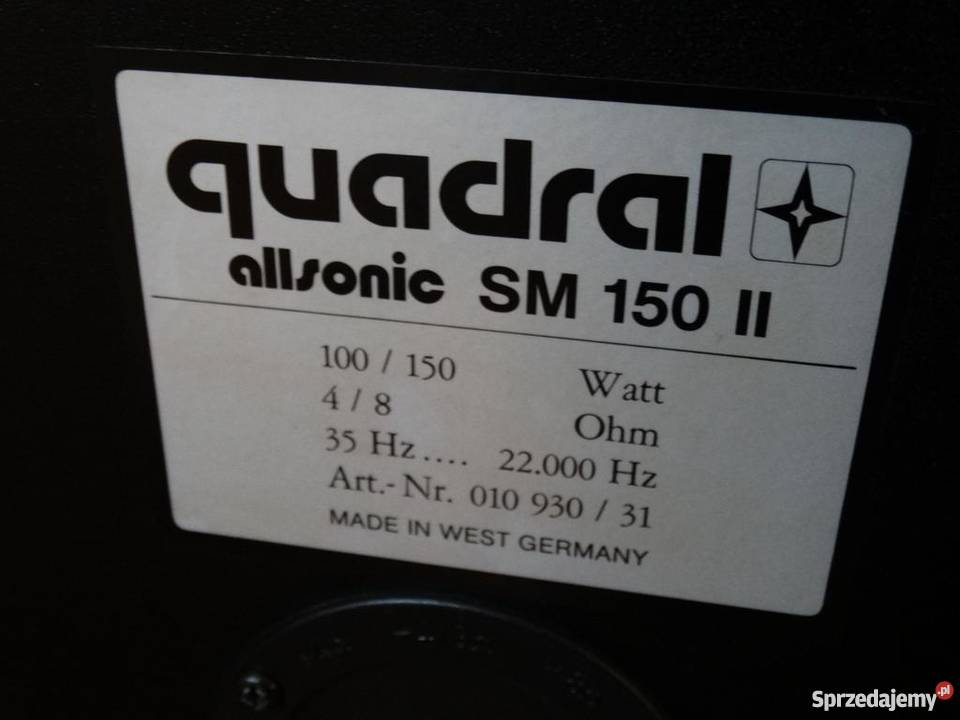 quadral
allsonic SM 150 II
100 / 150 Watt
4 / 8 Ohm
35 Hz.... 22.000 Hz
Art.-Nr. 010 930 / 31
MADE IN WEST GERMANY
Sprzedajemy.pl